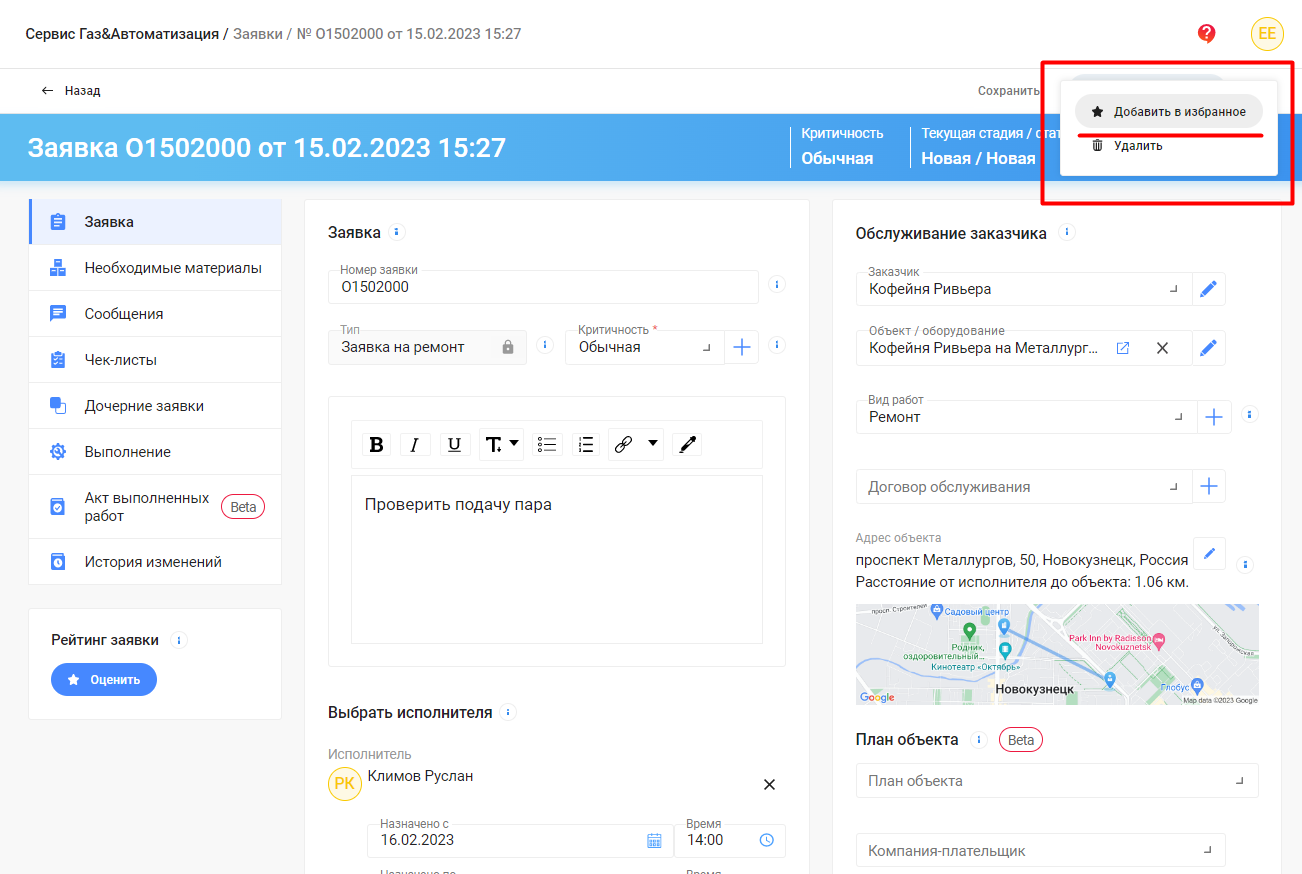 Сервис Газ&Автоматизация / Заявки / № O1502000 от 15.02.2023 15:27
EE
Назад
Сохранить
Добавить в избранное
Удалить
Заявка O1502000 от 15.02.2023 15:27
Критичность
Обычная
Текущая стадия / стат
Новая / Новая
Заявка
Необходимые материалы
Сообщения
Чек-листы
Дочерние заявки
Выполнение
Акт выполненных
работ
Beta
История изменений
Рейтинг заявки
Оценить
Заявка
Номер заявки
O1502000
Тип
Заявка на ремонт
Критичность *
Обычная
B I U T
Проверить подачу пара
Выбрать исполнителя
Исполнитель
РК
Климов Руслан
Назначено с
16.02.2023
Время
14:00
Назначено по
Время
Обслуживание заказчика
Заказчик
Кофейня Ривьера
Объект / оборудование
Кофейня Ривьера на Металлург...
Вид работ
Ремонт
Договор обслуживания
Адрес объекта
проспект Металлургов, 50, Новокузнецк, Россия
Расстояние от исполнителя до объекта: 1.06 км.
просп. Строителей
Садовый центр
Родник,
оздоровительный...
Кинотеатр «Октябрь»
Park Inn by Radisson
Novokuznetsk
ул. Запорожская
Новокузнецк
Глобус
Google
Map data ©2023 Google
План объекта
Beta
План объекта
Компания-плательщик